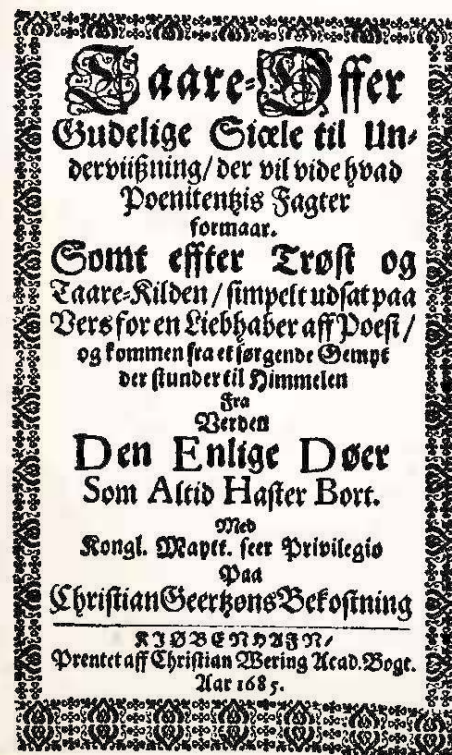 Taare-Offer
Gudelige Siæle til Un-
derviißning/ der vil vide hvad
Poenitentzis Fagter
formaar.
Somt effter Trøst og
Taare-Kilden / simpelt udsat paa
Vers for en Liebhaber aff Poesi/
og kommen fra et sørgende Gemyt
der stunder til Himmelen
Fra
Verden
Den Enlige Døer
Som Altid Haster Bort.
Med
Kongl. Maytt. seer Privilegio
Paa
Christian Geertzøns Bekostning
KIØBENHAFN/
Prentet aff Christian Wering Acad. Bogt.
Aar 1685.